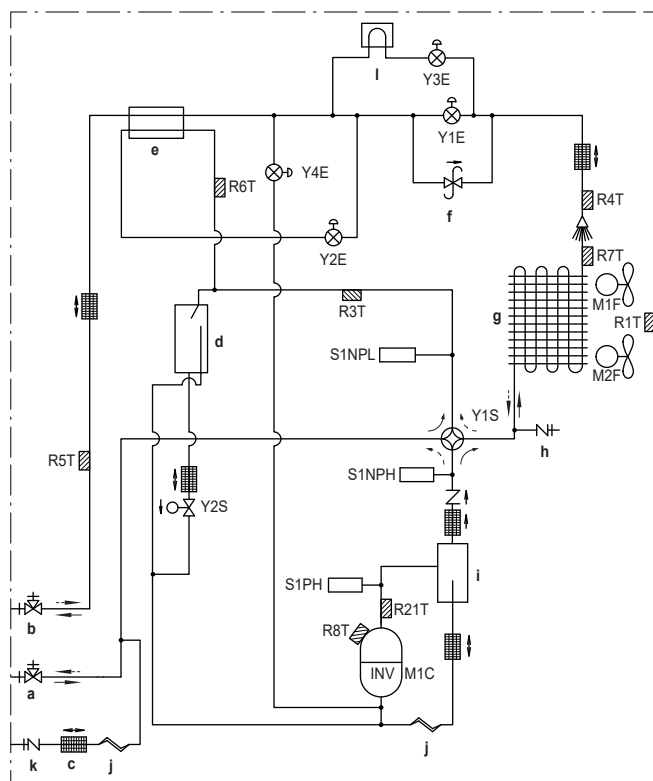 l
Y3E
Y1E
e
R6T
Y4E
f
R4T
Y2E
R7T
R3T
g
M1F
R1T
M2F
d
S1NPL
Y1S
R5T
h
S1NPH
Y2S
i
S1PH
R21T
b
R8T
INV
M1C
a
j
k
c
j